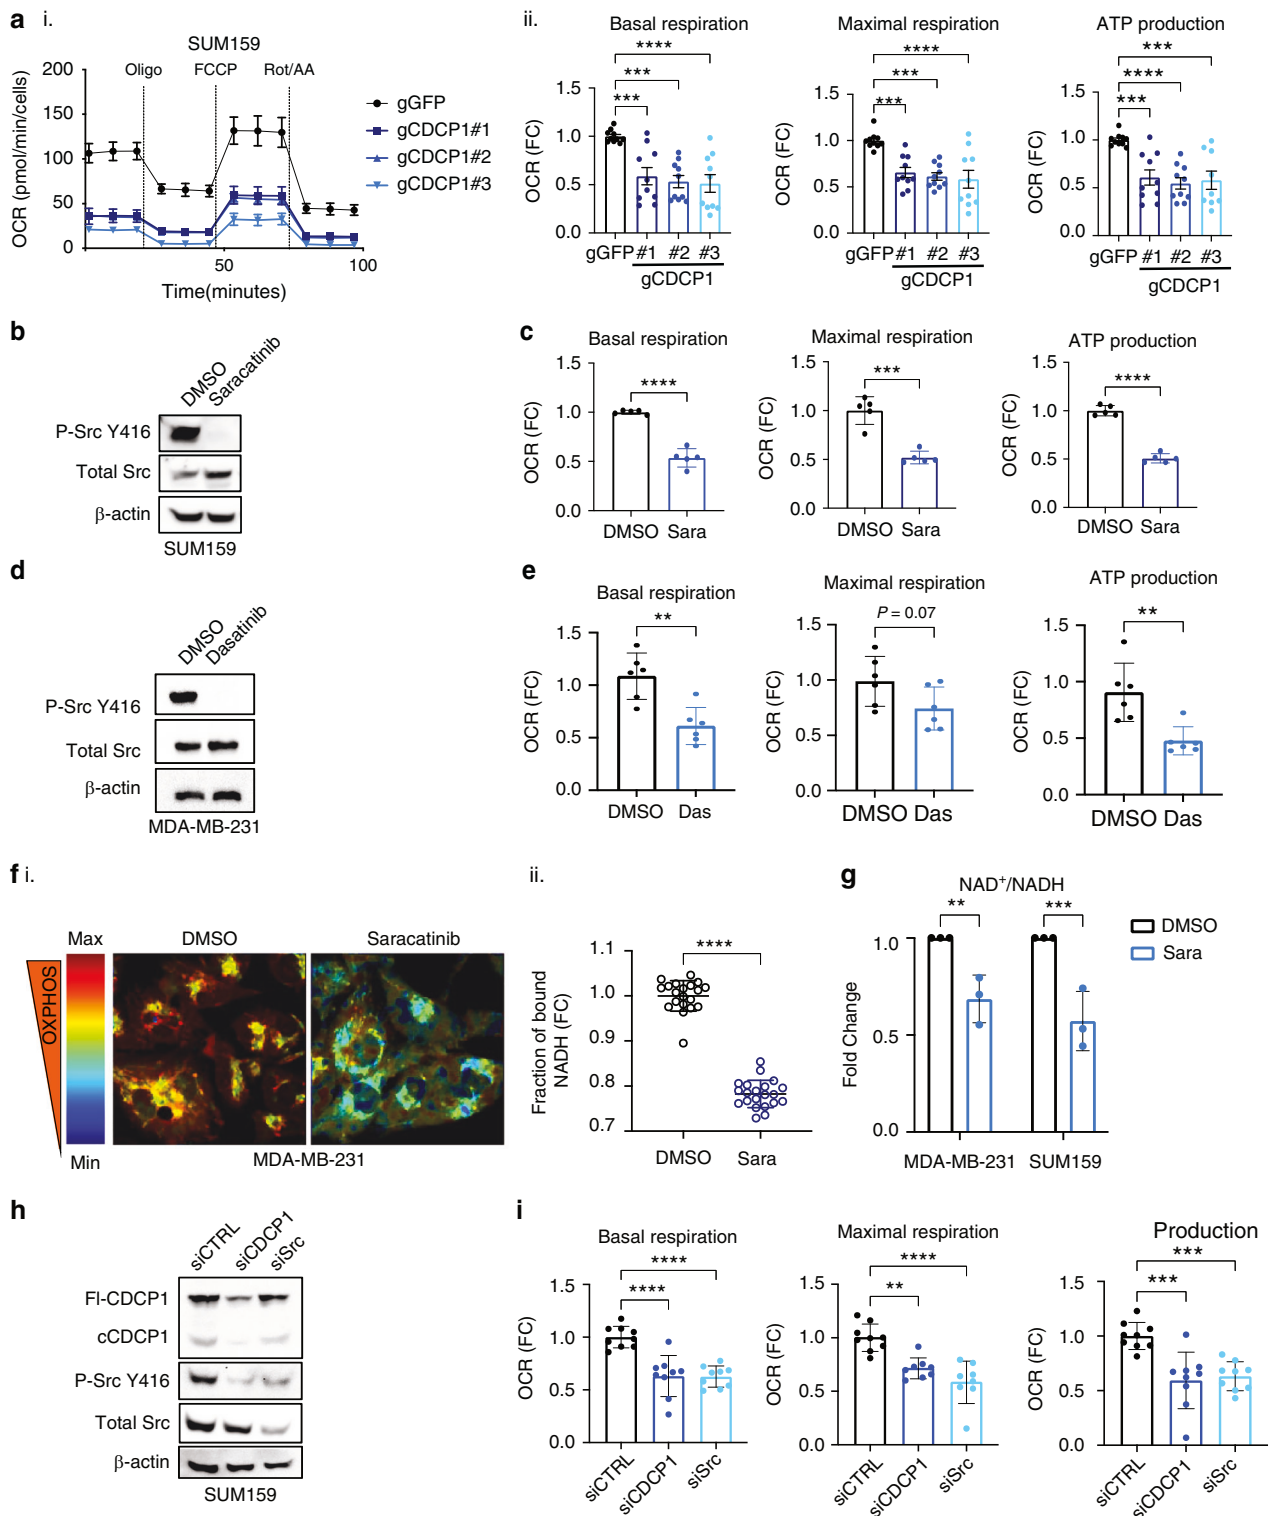 a i.
SUM159
Oligo FCCP Rot/AA
OCR (pmol/min/cells)
200
150
100
50
0
50 100
Time(minutes)
gGFP
gCDCP1#1
gCDCP1#2
gCDCP1#3
ii.
Basal respiration
****
***
***
OCR (FC)
1.5
1.0
0.5
0.0
gGFP #1 #2 #3
gCDCP1
Maximal respiration
****
***
***
OCR (FC)
1.5
1.0
0.5
0.0
gGFP #1 #2 #3
gCDCP1
ATP production
***
****
***
OCR (FC)
1.5
1.0
0.5
0.0
gGFP #1 #2 #3
gCDCP1
b
DMSO Saracatinib
P-Src Y416
Total Src
β-actin
SUM159
c
Basal respiration
****
OCR (FC)
1.5
1.0
0.5
0.0
DMSO Sara
Maximal respiration
***
OCR (FC)
1.5
1.0
0.5
0.0
DMSO Sara
ATP production
****
OCR (FC)
1.5
1.0
0.5
0.0
DMSO Sara
d
DMSO Dasatinib
P-Src Y416
Total Src
β-actin
MDA-MB-231
e
Basal respiration
**
OCR (FC)
1.5
1.0
0.5
0.0
DMSO Das
Maximal respiration
P = 0.07
OCR (FC)
1.5
1.0
0.5
0.0
DMSO Das
ATP production
**
OCR (FC)
1.5
1.0
0.5
0.0
DMSO Das
f i.
Max
OXPHOS
Min
DMSO Saracatinib
MDA-MB-231
ii.
****
Fraction of bound
NADH (FC)
1.1
1.0
0.9
0.8
0.7
DMSO Sara
g
NAD⁺/NADH
** ***
Fold Change
1.0
0.5
0.0
MDA-MB-231 SUM159
DMSO
Sara
h
siCTRL siCDCP1 siSrc
Fl-CDCP1
cCDCP1
P-Src Y416
Total Src
β-actin
SUM159
i
Basal respiration
****
****
OCR (FC)
1.5
1.0
0.5
0.0
siCTRL siCDCP1 siSrc
Maximal respiration
****
**
OCR (FC)
1.5
1.0
0.5
0.0
siCTRL siCDCP1 siSrc
Production
***
***
OCR (FC)
1.5
1.0
0.5
0.0
siCTRL siCDCP1 siSrc